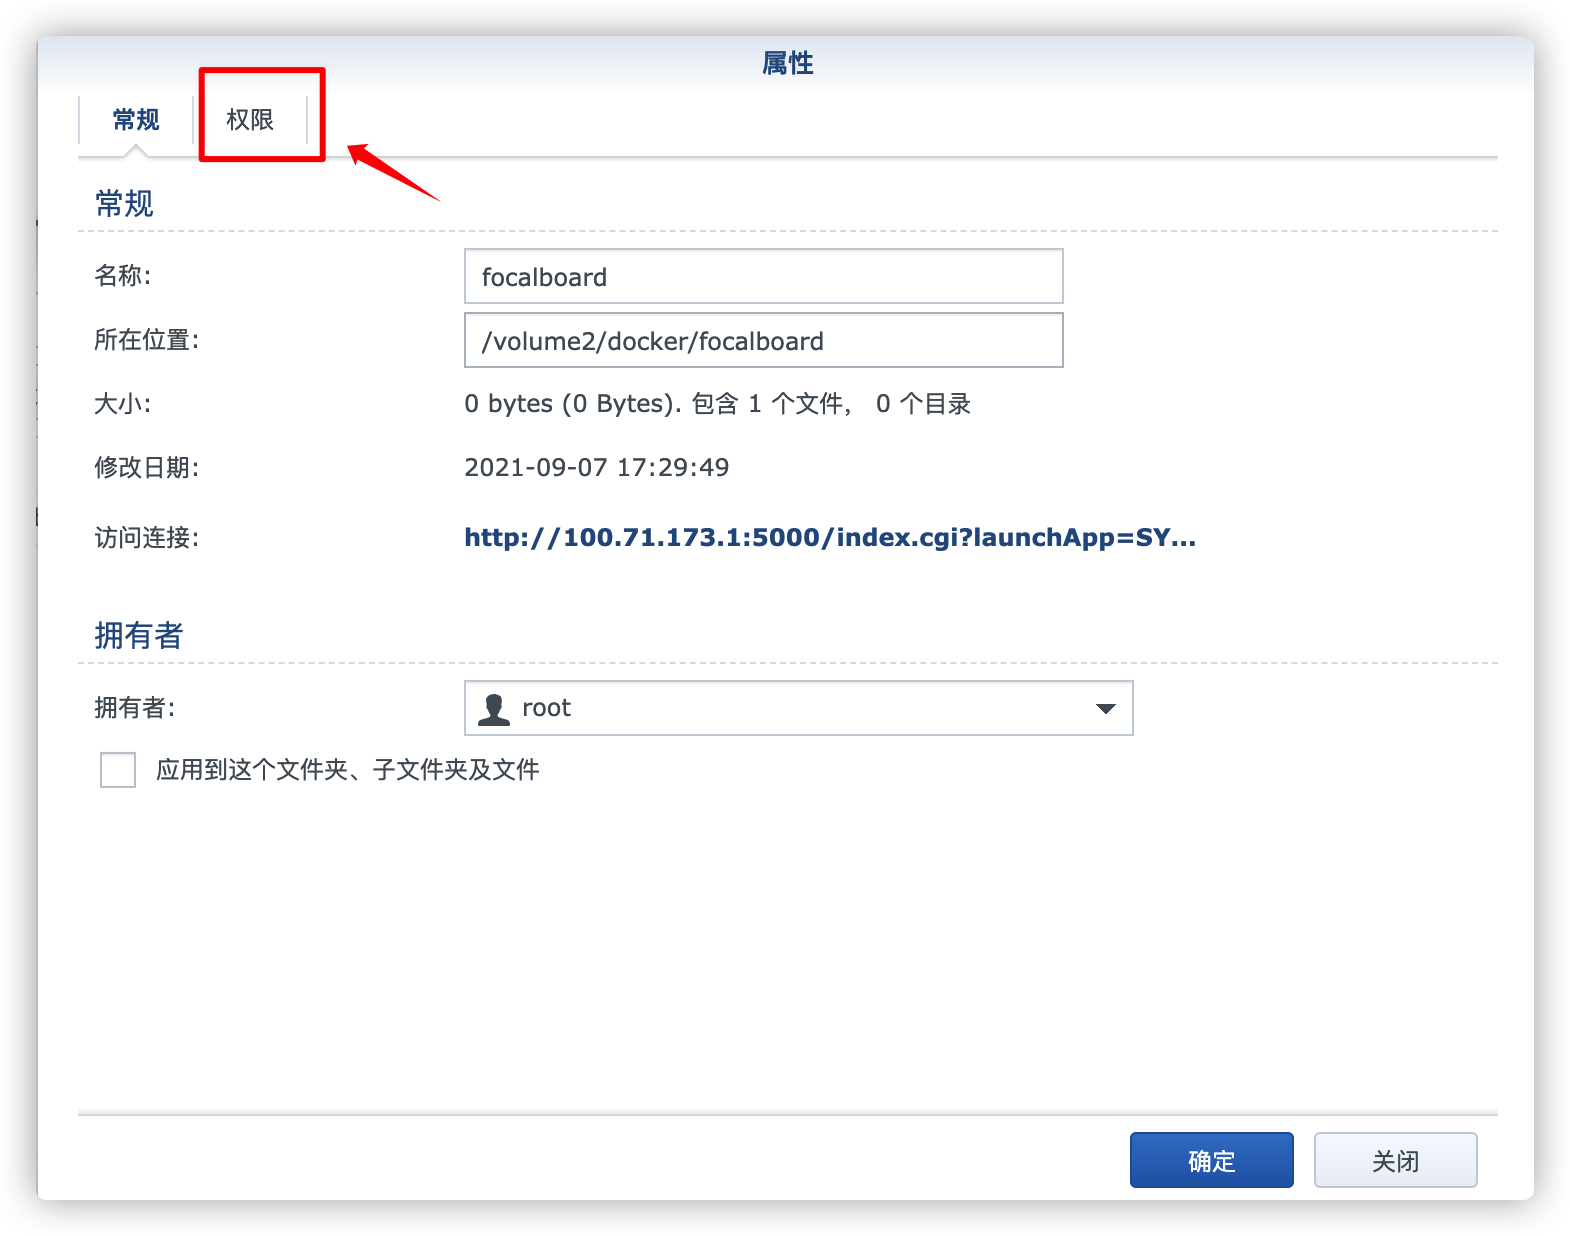 属性
常规 权限
常规
名称: focalboard
所在位置: /volume2/docker/focalboard
大小: 0 bytes (0 Bytes). 包含 1 个文件， 0 个目录
修改日期: 2021-09-07 17:29:49
访问连接: http://100.71.173.1:5000/index.cgi?launchApp=SY...
拥有者
拥有者: root
应用到这个文件夹、子文件夹及文件
确定 关闭